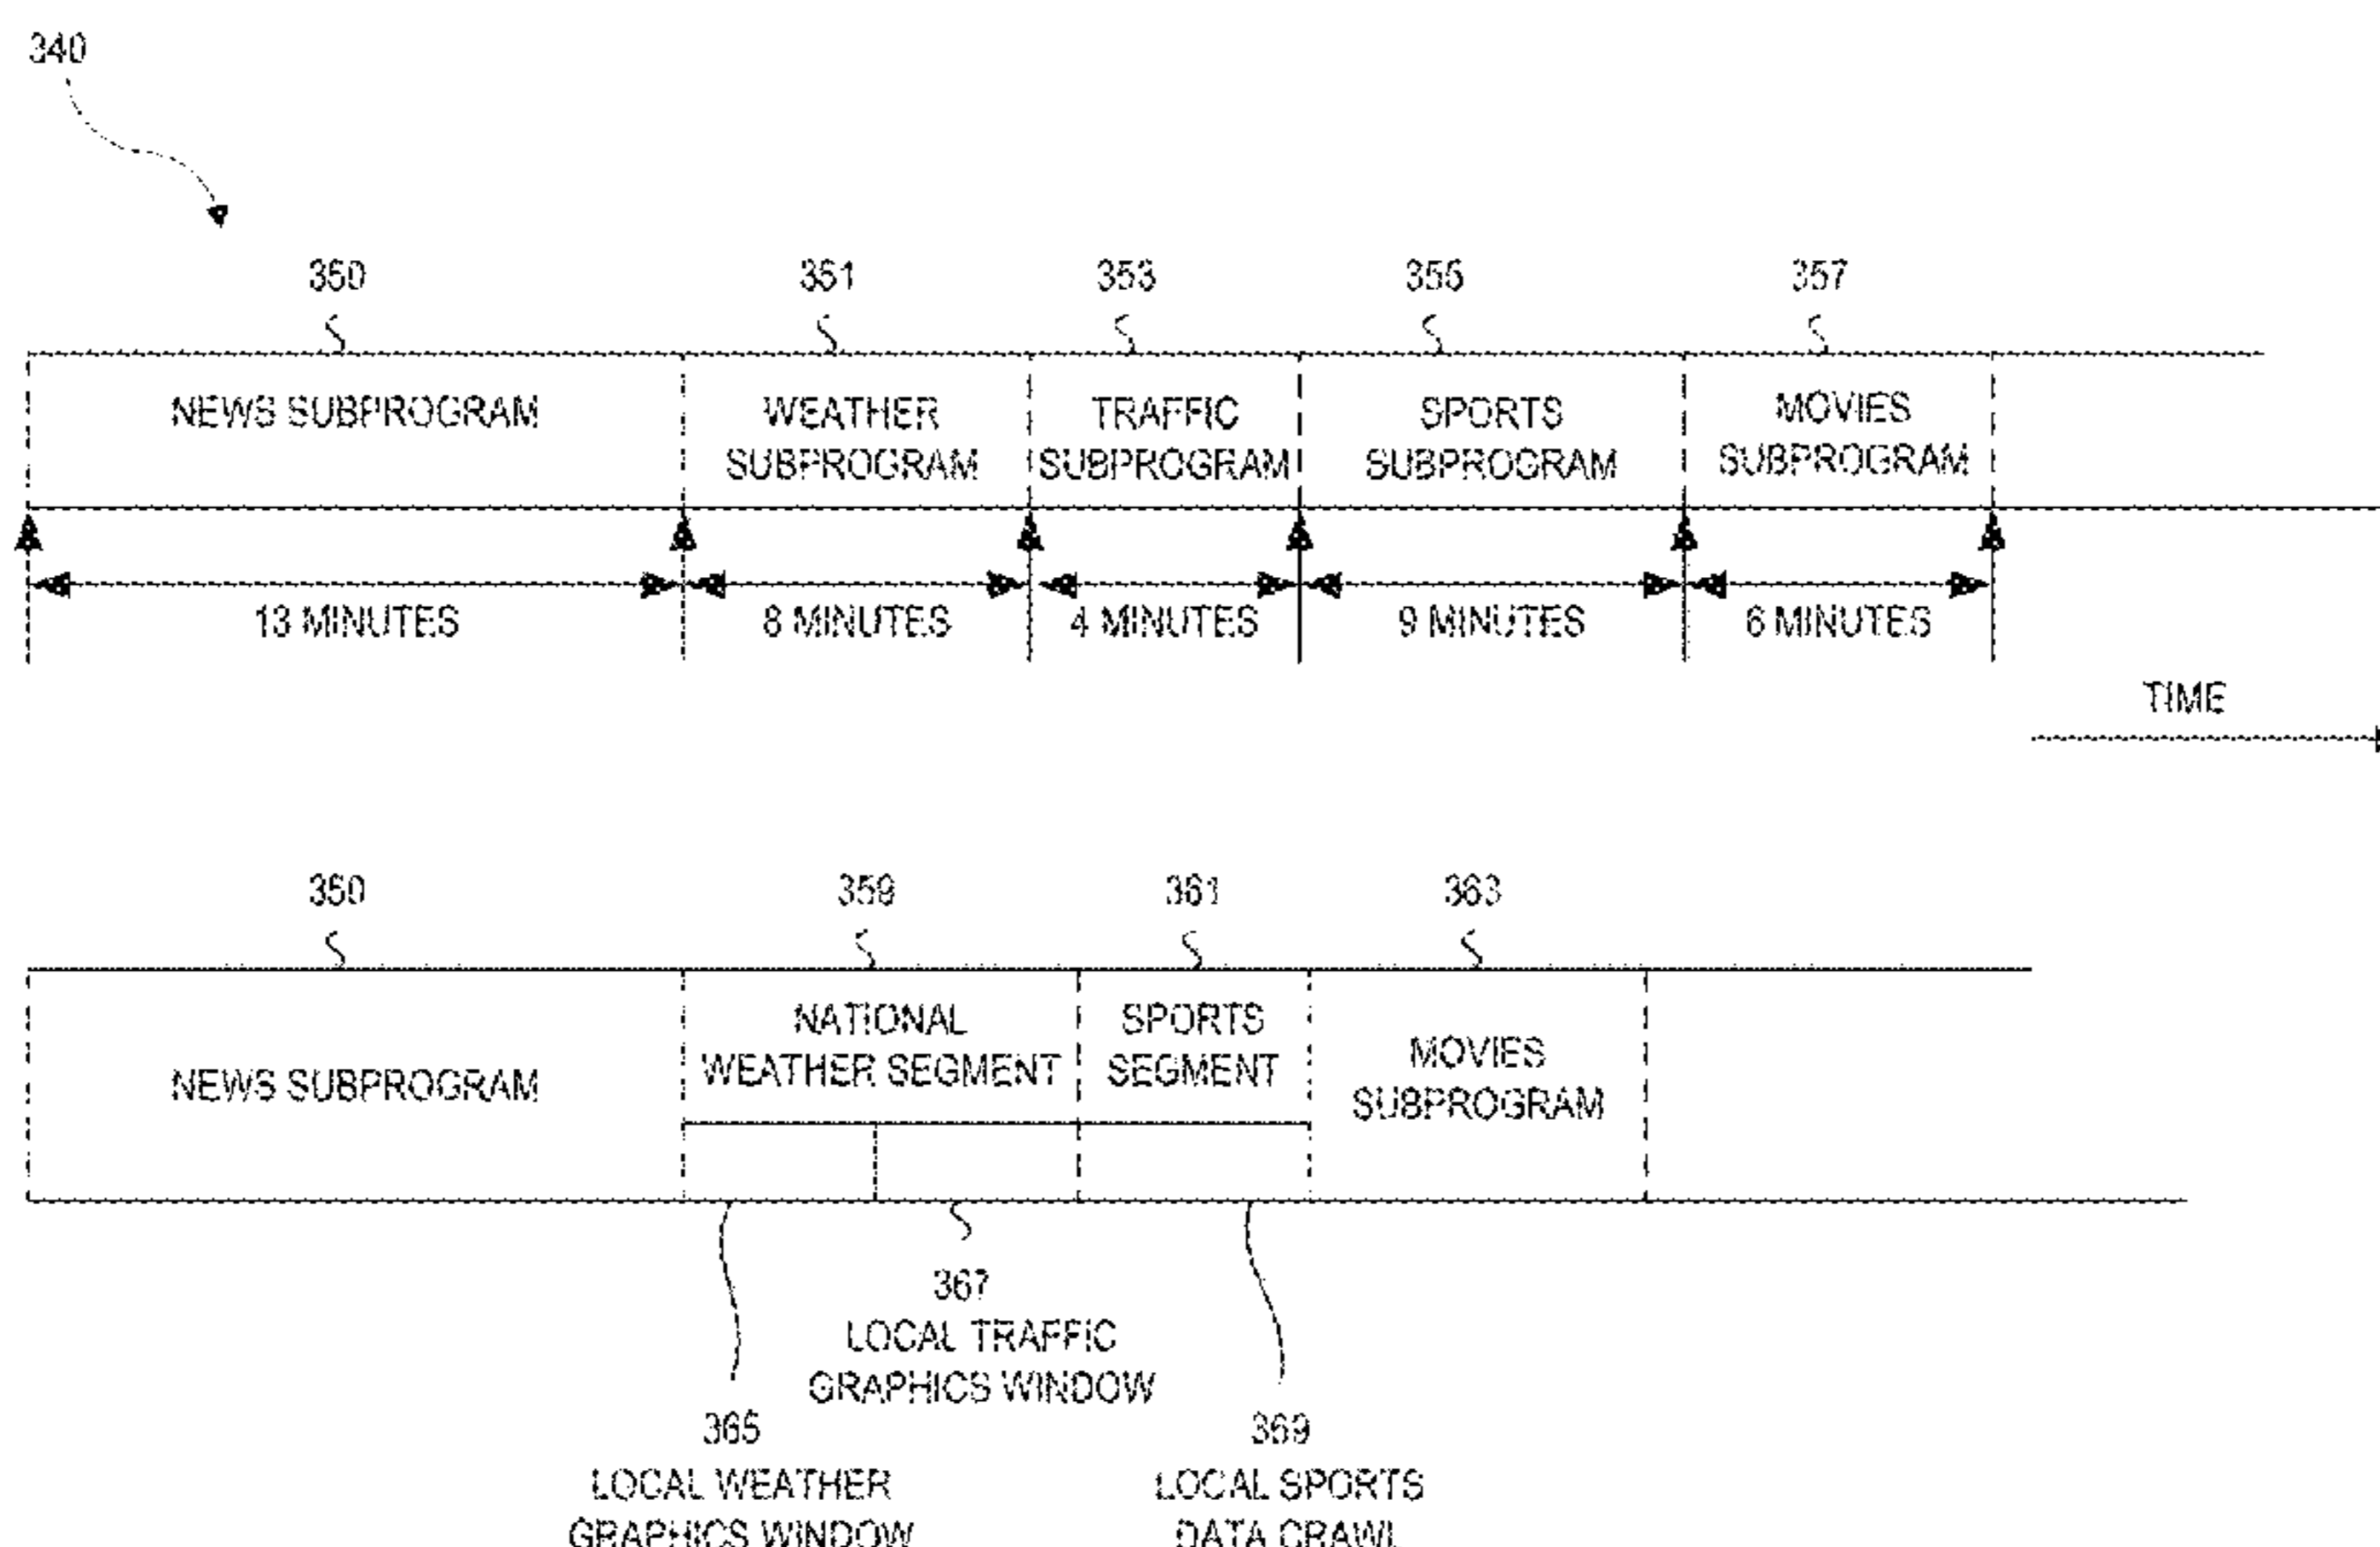 340
350
351
353
355
357
NEWS SUBPROGRAM
WEATHER
SUBPROGRAM
TRAFFIC
SUBPROGRAM
SPORTS
SUBPROGRAM
MOVIES
SUBPROGRAM
13 MINUTES
8 MINUTES
4 MINUTES
9 MINUTES
6 MINUTES
TIME
350
359
361
363
NEWS SUBPROGRAM
NATIONAL
WEATHER SEGMENT
SPORTS
SEGMENT
MOVIES
SUBPROGRAM
367
LOCAL TRAFFIC
GRAPHICS WINDOW
365
LOCAL WEATHER
GRAPHICS WINDOW
369
LOCAL SPORTS
DATA CRAWL